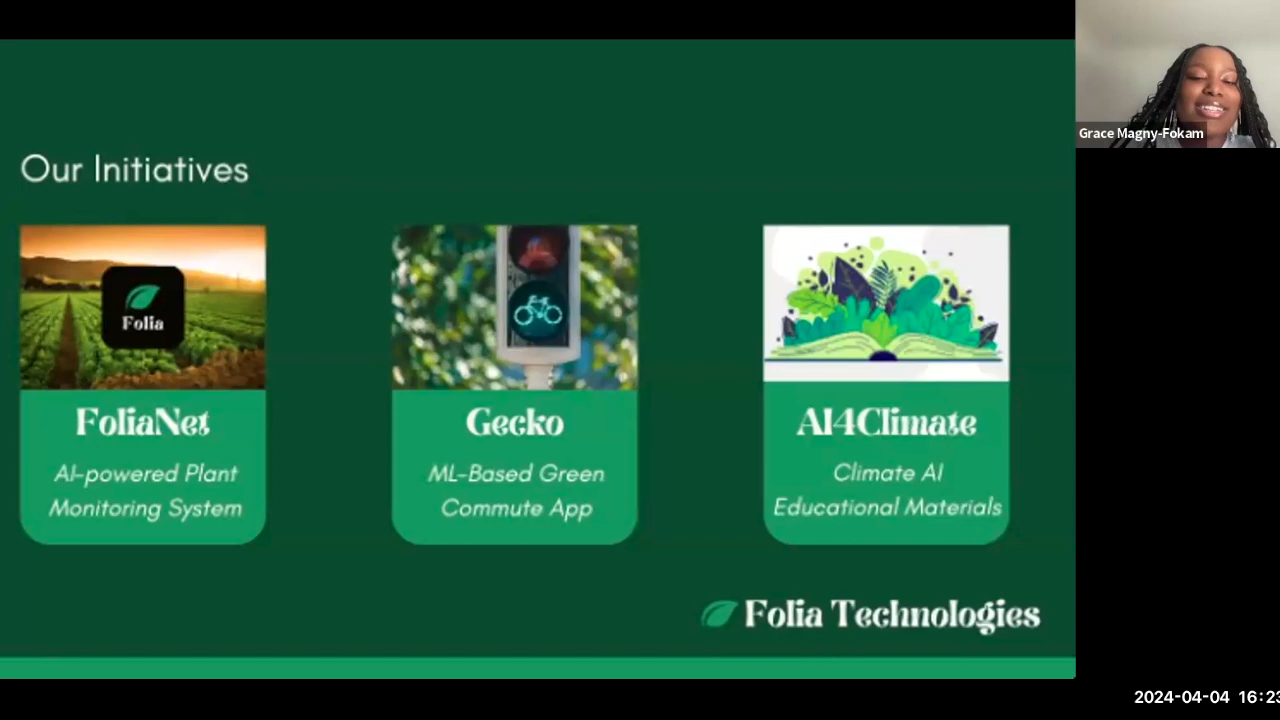 Grace Magny-Fokam
Our Initiatives
Folia
FoliaNet
AI-powered Plant
Monitoring System
Gecko
ML-Based Green
Commute App
AI4Climate
Climate AI
Educational Materials
Folia Technologies
2024-04-04 16:23